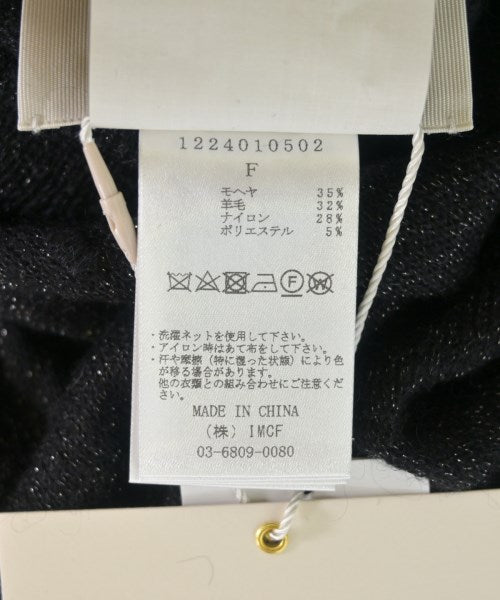 1224010502
F
モヘヤ 35%
羊毛 32%
ナイロン 28%
ポリエステル 5%
F W
・洗濯ネットを使用して下さい。
・アイロン時はあて布をして下さい。
・汗や摩擦（特に湿った状態）により色
が移る場合があります。
他の衣類との組み合わせにご注意くだ
さい。
MADE IN CHINA
（株）IMCF
03-6809-0080